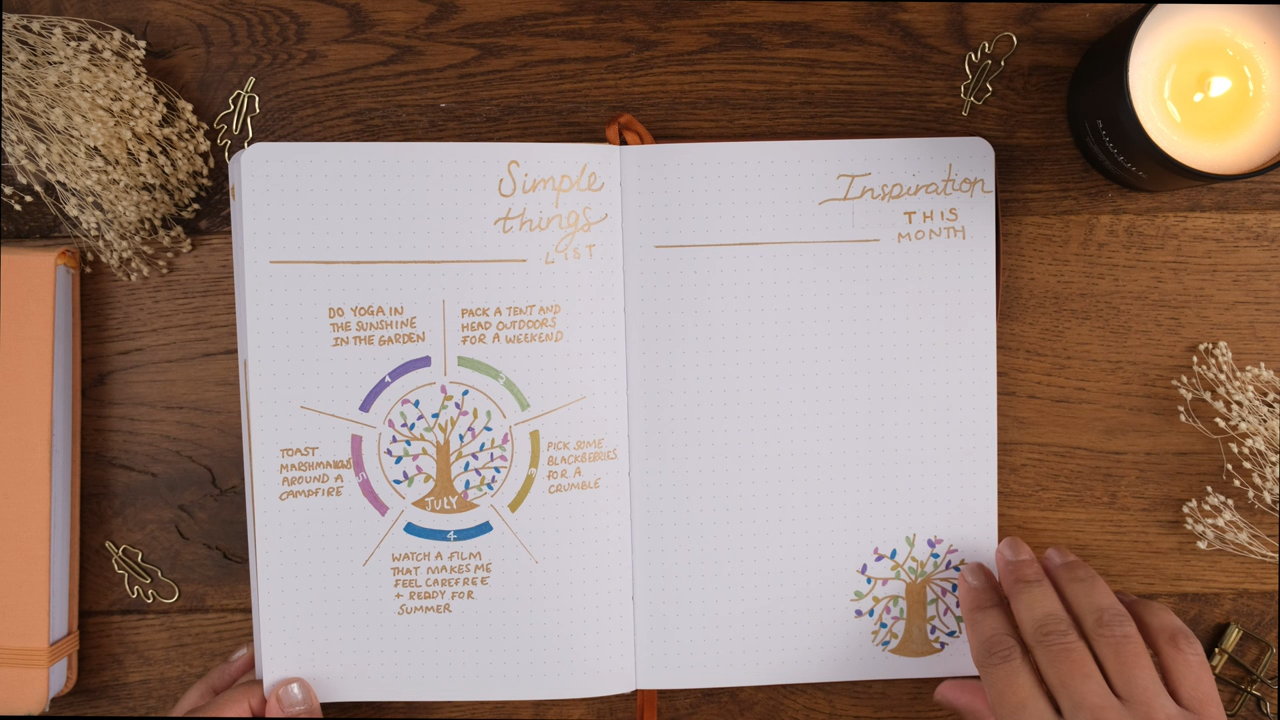 Simple
things
LIST
DO YOGA IN
THE SUNSHINE
IN THE GARDEN
1
PACK A TENT AND
HEAD OUTDOORS
FOR A WEEKEND
2
PICK SOME
BLACKBERRIES
FOR A
CRUMBLE
3
WATCH A FILM
THAT MAKES ME
FEEL CAREFREE
+ READY FOR
SUMMER
4
TOAST
MARSHMALLOWS
AROUND A
CAMPFIRE
5
JULY
Inspiration
THIS
MONTH